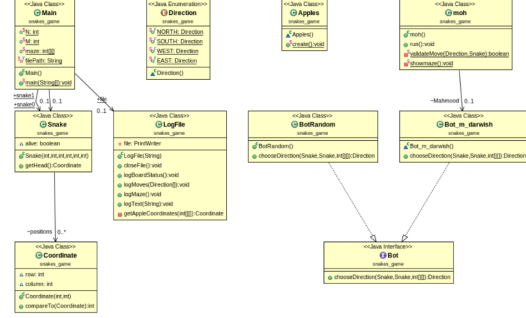 <<Java Class>>
Main
snakes_game
N: int
M: int
maze: int[][]
filePath: String
Main()
main(String[]):void
<<Java Enumeration>>
Direction
snakes_game
NORTH: Direction
SOUTH: Direction
WEST: Direction
EAST: Direction
Direction()
<<Java Class>>
Apples
snakes_game
Apples()
create():void
<<Java Class>>
moh
snakes_game
moh()
run():void
validateMove(Direction,Snake):boolean
showmaze():void
+snake1
+snake0
0..1
0..1
+file
0..1
~Mahmood
0..1
<<Java Class>>
Snake
snakes_game
alive: boolean
Snake(int,int,int,int,int,int)
getHead():Coordinate
<<Java Class>>
LogFile
snakes_game
file: PrintWriter
LogFile(String)
closeFile():void
logBoardStatus():void
logMoves(Direction[]):void
logMaze():void
logText(String):void
getAppleCoordinates(int[][]):Coordinate
<<Java Class>>
BotRandom
snakes_game
BotRandom()
chooseDirection(Snake,Snake,int[][]):Direction
<<Java Class>>
Bot_m_darwish
snakes_game
Bot_m_darwish()
chooseDirection(Snake,Snake,int[][]):Direction
~positions
0..*
<<Java Class>>
Coordinate
snakes_game
row: int
column: int
Coordinate(int,int)
compareTo(Coordinate):int
<<Java Interface>>
Bot
snakes_game
chooseDirection(Snake,Snake,int[][]):Direction